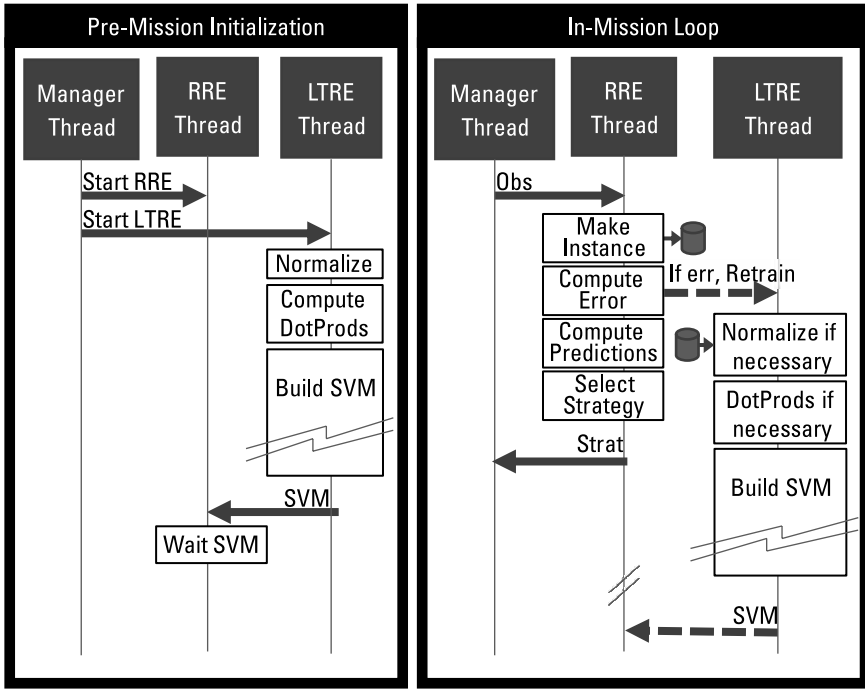 Pre-Mission Initialization
Manager
Thread
RRE
Thread
LTRE
Thread
Start RRE
Start LTRE
Normalize
Compute
DotProds
Build SVM
SVM
Wait SVM
In-Mission Loop
Manager
Thread
RRE
Thread
LTRE
Thread
Obs
Make
Instance
Compute
Error
If err, Retrain
Compute
Predictions
Normalize if
necessary
Select
Strategy
DotProds if
necessary
Strat
Build SVM
SVM